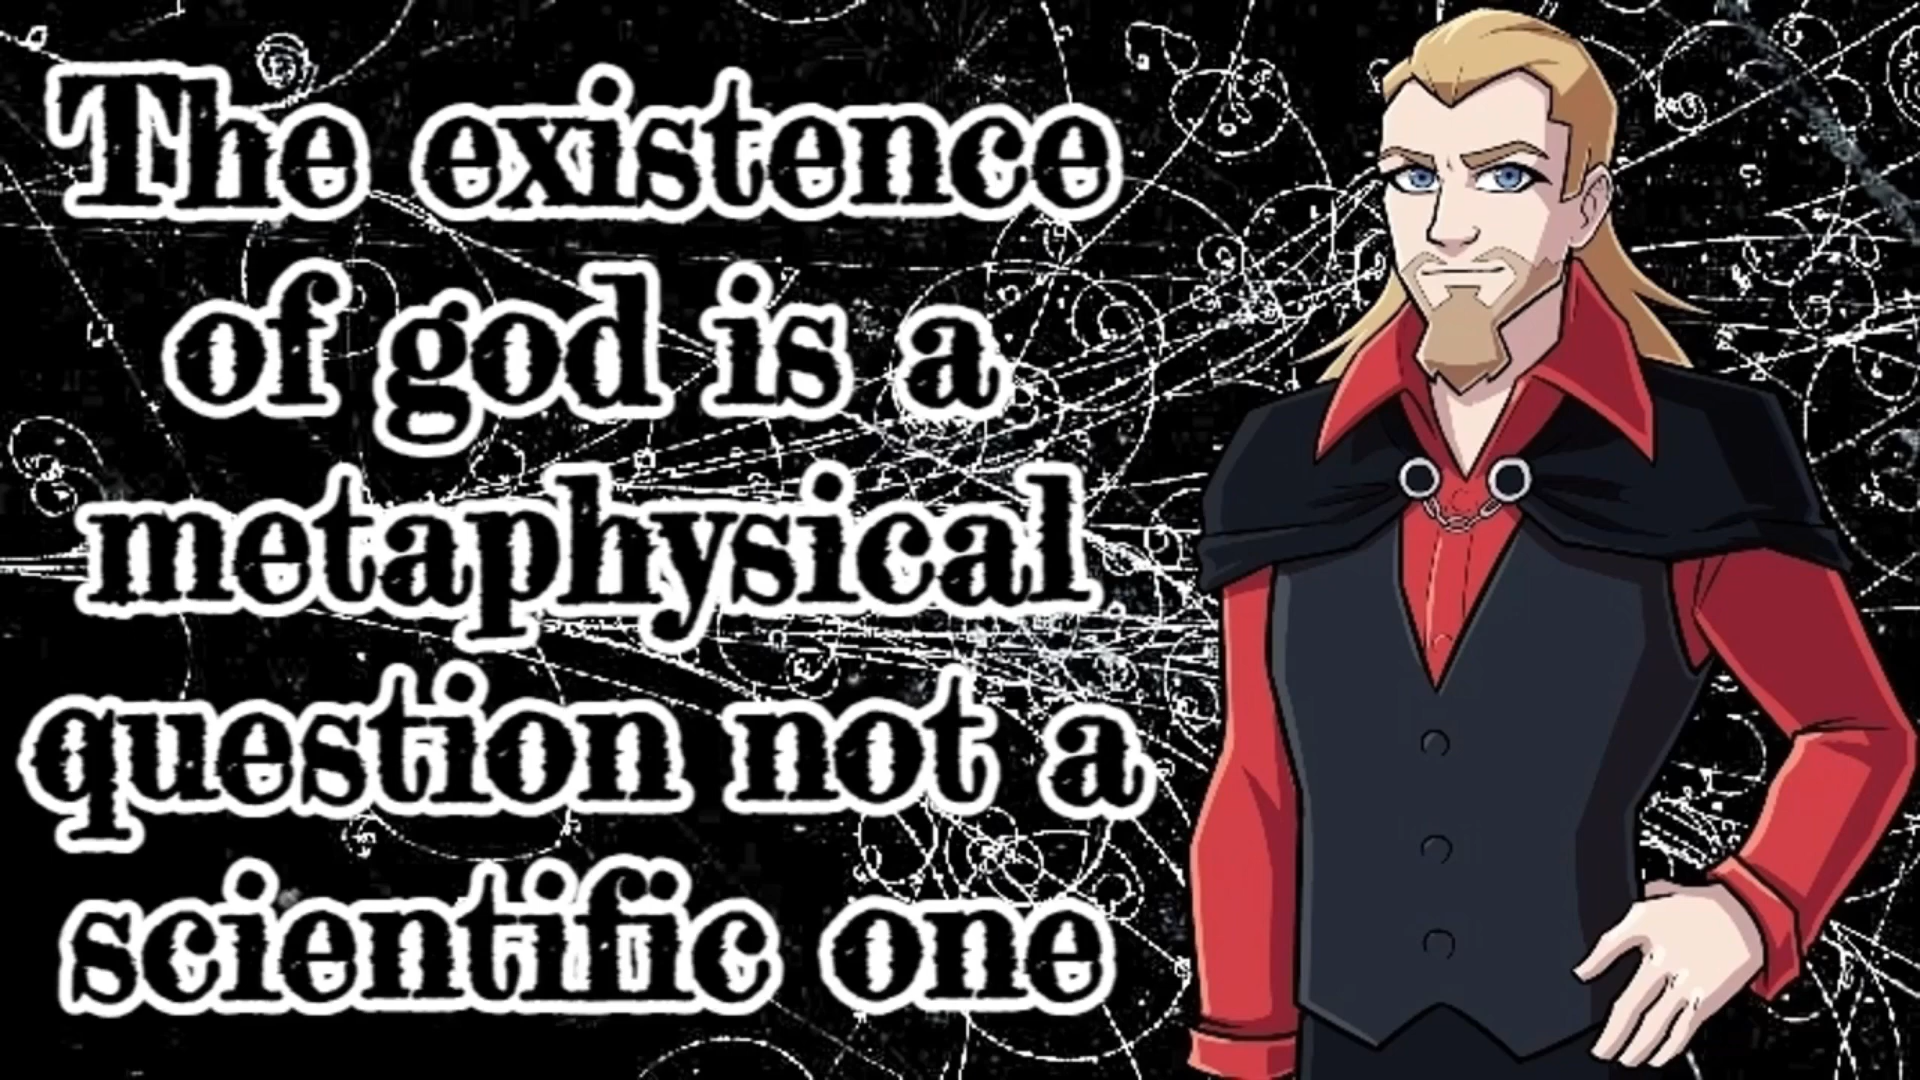 The existence
of god is a
metaphysical
question not a
scientific one